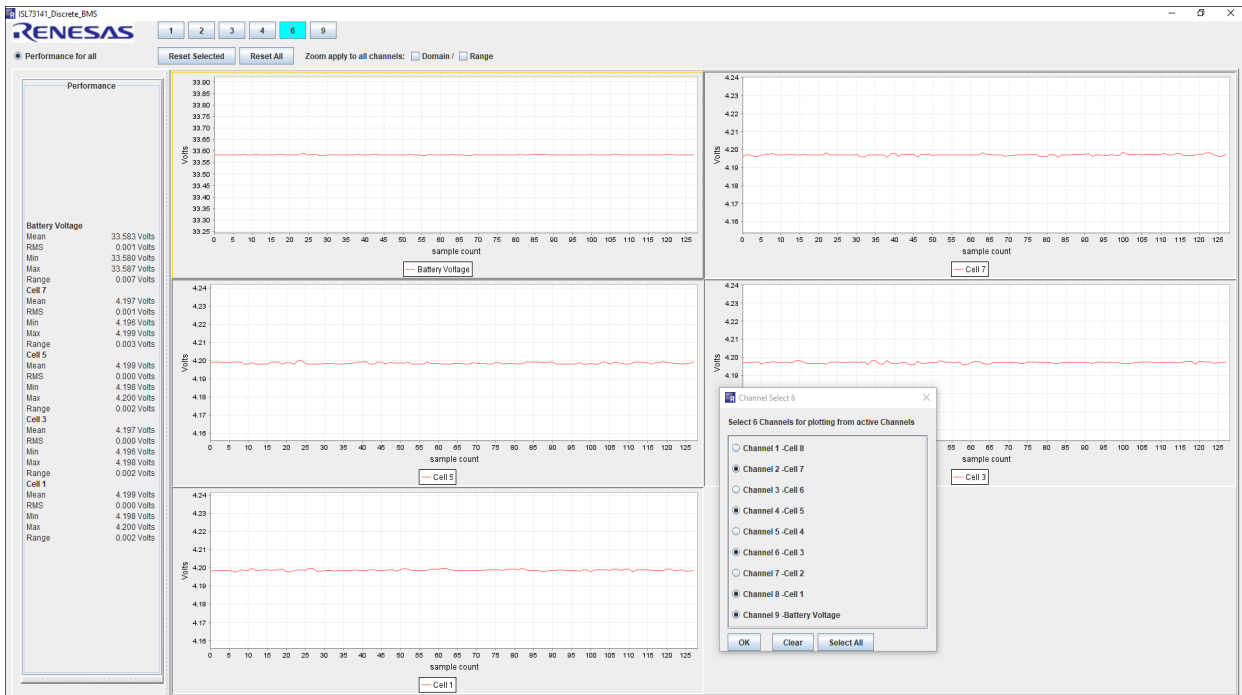 ISL73141_Discrete_BMS
RENESAS
1 2 3 4 6 9
Performance for all
Reset Selected Reset All Zoom apply to all channels: Domain / Range
Performance
Battery Voltage
Mean 33.583 Volts
RMS 0.001 Volts
Min 33.580 Volts
Max 33.587 Volts
Range 0.007 Volts
Cell 7
Mean 4.197 Volts
RMS 0.001 Volts
Min 4.196 Volts
Max 4.199 Volts
Range 0.003 Volts
Cell 5
Mean 4.199 Volts
RMS 0.000 Volts
Min 4.198 Volts
Max 4.200 Volts
Range 0.002 Volts
Cell 3
Mean 4.197 Volts
RMS 0.000 Volts
Min 4.196 Volts
Max 4.198 Volts
Range 0.002 Volts
Cell 1
Mean 4.199 Volts
RMS 0.000 Volts
Min 4.198 Volts
Max 4.200 Volts
Range 0.002 Volts
33.90
33.85
33.80
33.75
33.70
33.65
33.60
33.55
33.50
33.45
33.40
33.35
33.30
33.25
Volts
0 5 10 15 20 25 30 35 40 45 50 55 60 65 70 75 80 85 90 95 100 105 110 115 120 125
sample count
Battery Voltage
4.24
4.23
4.22
4.21
4.20
4.19
4.18
4.17
4.16
Volts
0 5 10 15 20 25 30 35 40 45 50 55 60 65 70 75 80 85 90 95 100 105 110 115 120 125
sample count
Cell 7
4.24
4.23
4.22
4.21
4.20
4.19
4.18
4.17
4.16
Volts
0 5 10 15 20 25 30 35 40 45 50 55 60 65 70 75 80 85 90 95 100 105 110 115 120 125
sample count
Cell 5
4.24
4.23
4.22
4.21
4.20
4.19
Volts
55 60 65 70 75 80 85 90 95 100 105 110 115 120 125
sample count
Cell 3
4.24
4.23
4.22
4.21
4.20
4.19
4.18
4.17
4.16
Volts
0 5 10 15 20 25 30 35 40 45 50 55 60 65 70 75 80 85 90 95 100 105 110 115 120 125
sample count
Cell 1
Channel Select 6
Select 6 Channels for plotting from active Channels
Channel 1 -Cell 8
Channel 2 -Cell 7
Channel 3 -Cell 6
Channel 4 -Cell 5
Channel 5 -Cell 4
Channel 6 -Cell 3
Channel 7 -Cell 2
Channel 8 -Cell 1
Channel 9 -Battery Voltage
OK Clear Select All